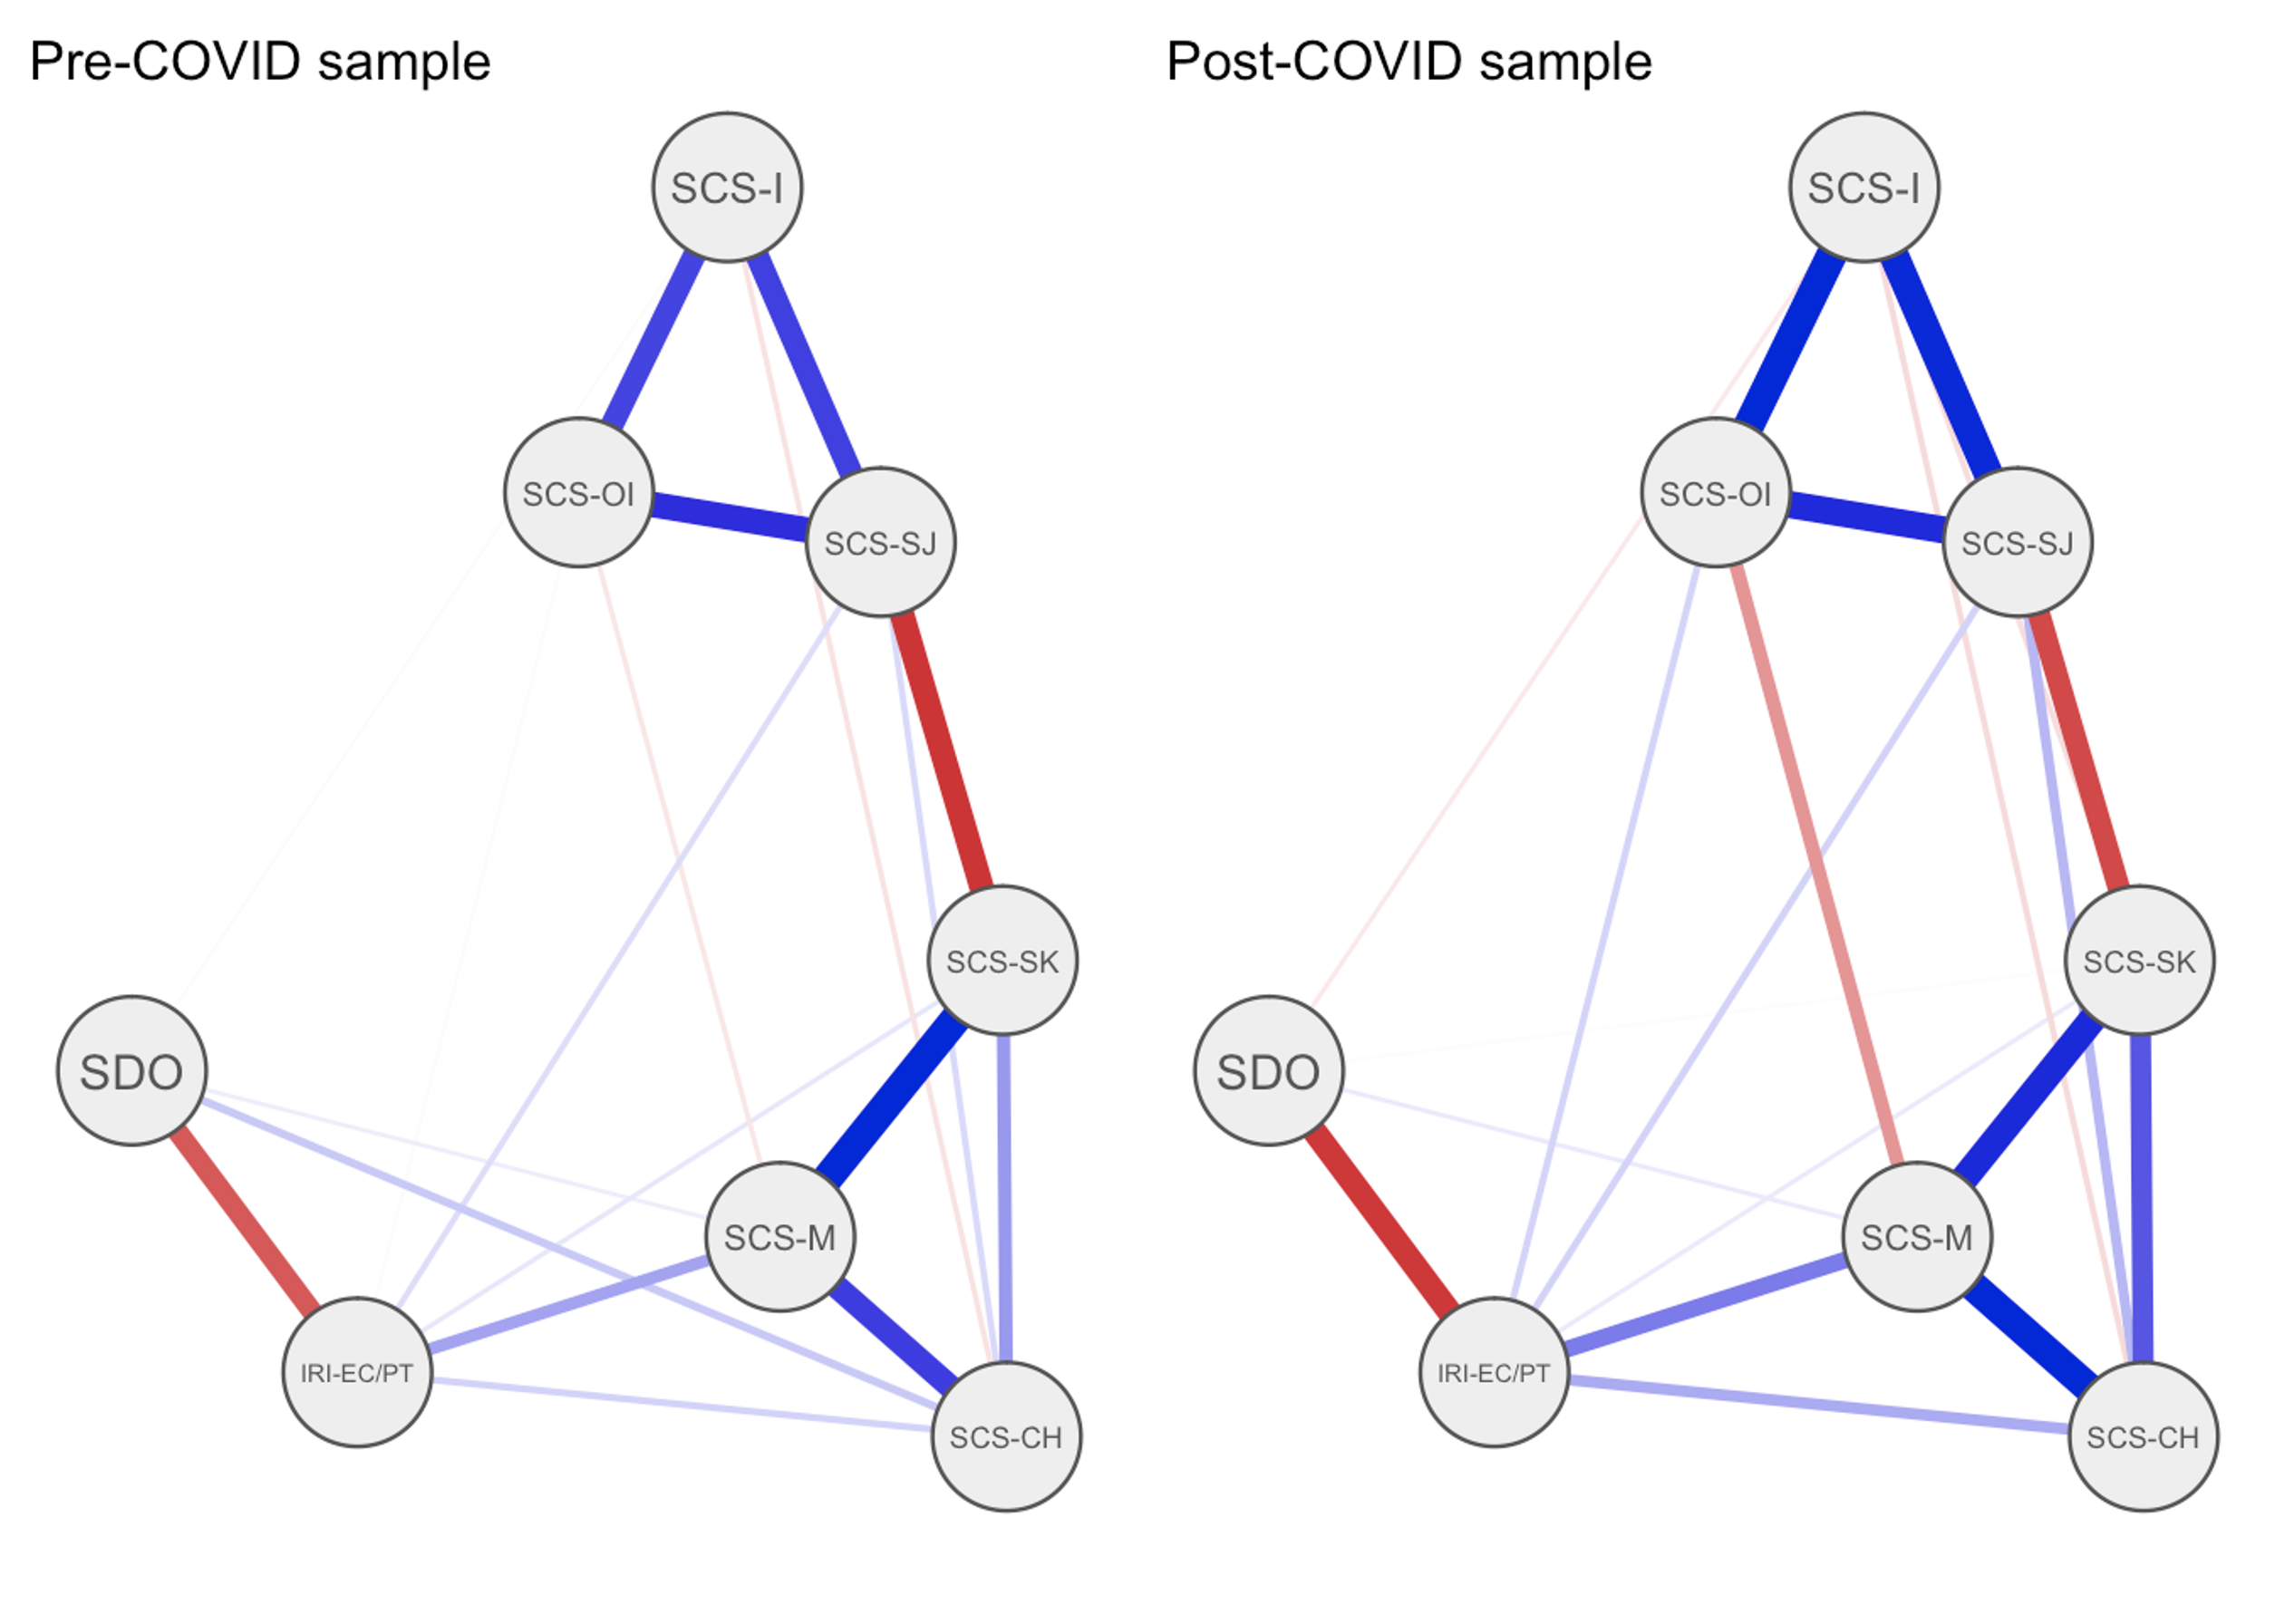 Pre-COVID sample
SCS-I
SCS-OI
SCS-SJ
SCS-SK
SDO
SCS-M
IRI-EC/PT
SCS-CH
Post-COVID sample
SCS-I
SCS-OI
SCS-SJ
SCS-SK
SDO
SCS-M
IRI-EC/PT
SCS-CH